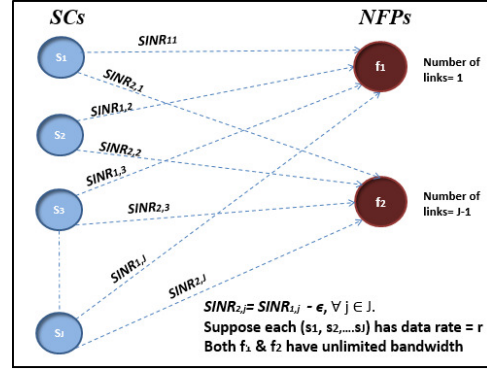 SCs
NFPs
S1
SINR11
f1
Number of
links= 1
SINR2,1
SINR1,2
S2
SINR2,2
SINR1,3
S3
SINR2,3
f2
Number of
links= J-1
SINR1,J
SINR2,J
SJ
SINR2,j= SINR1,j - ϵ, ∀ j ∈ J.
Suppose each (s1, s2,....sJ) has data rate = r
Both f1 & f2 have unlimited bandwidth